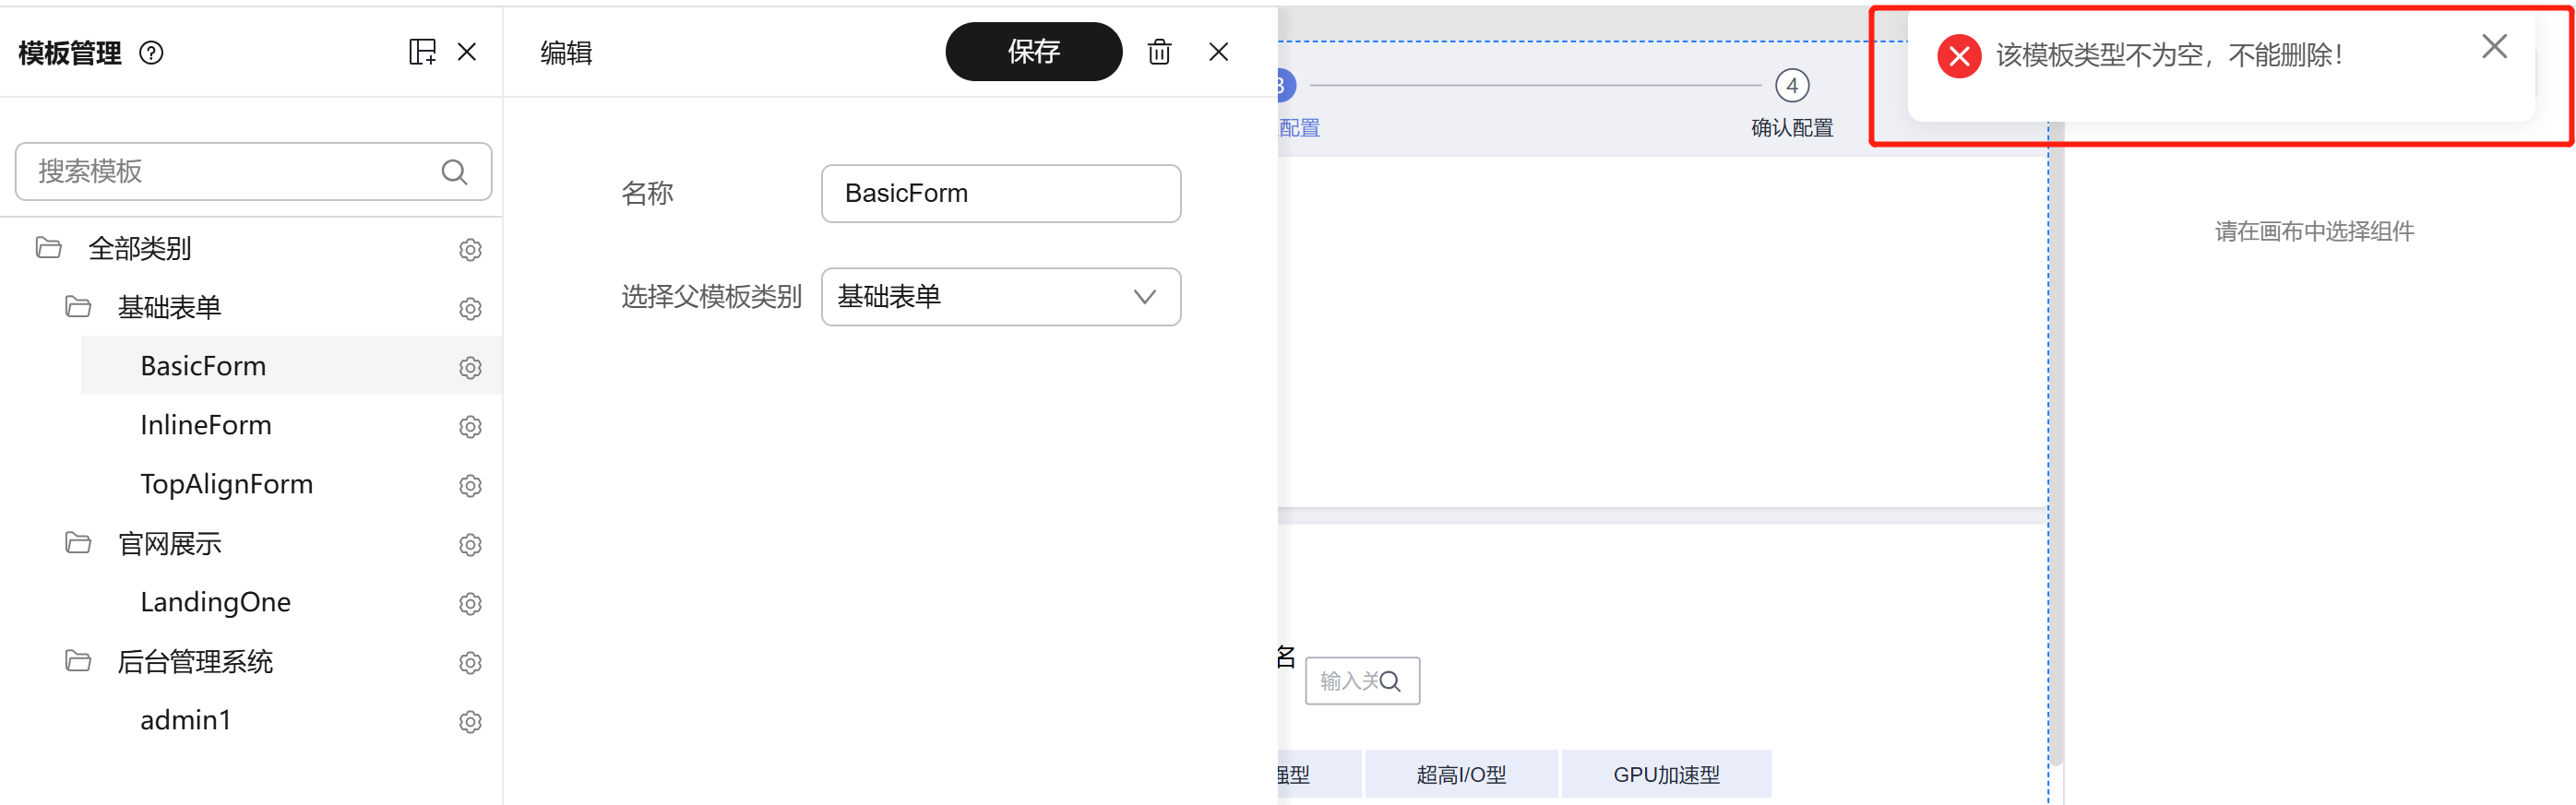 模板管理
搜索模板
全部类别
基础表单
BasicForm
InlineForm
TopAlignForm
官网展示
LandingOne
后台管理系统
admin1
编辑
保存
名称
BasicForm
选择父模板类别
基础表单
配置
4
确认配置
名
输入关
强型
超高I/O型
GPU加速型
该模板类型不为空，不能删除！
请在画布中选择组件